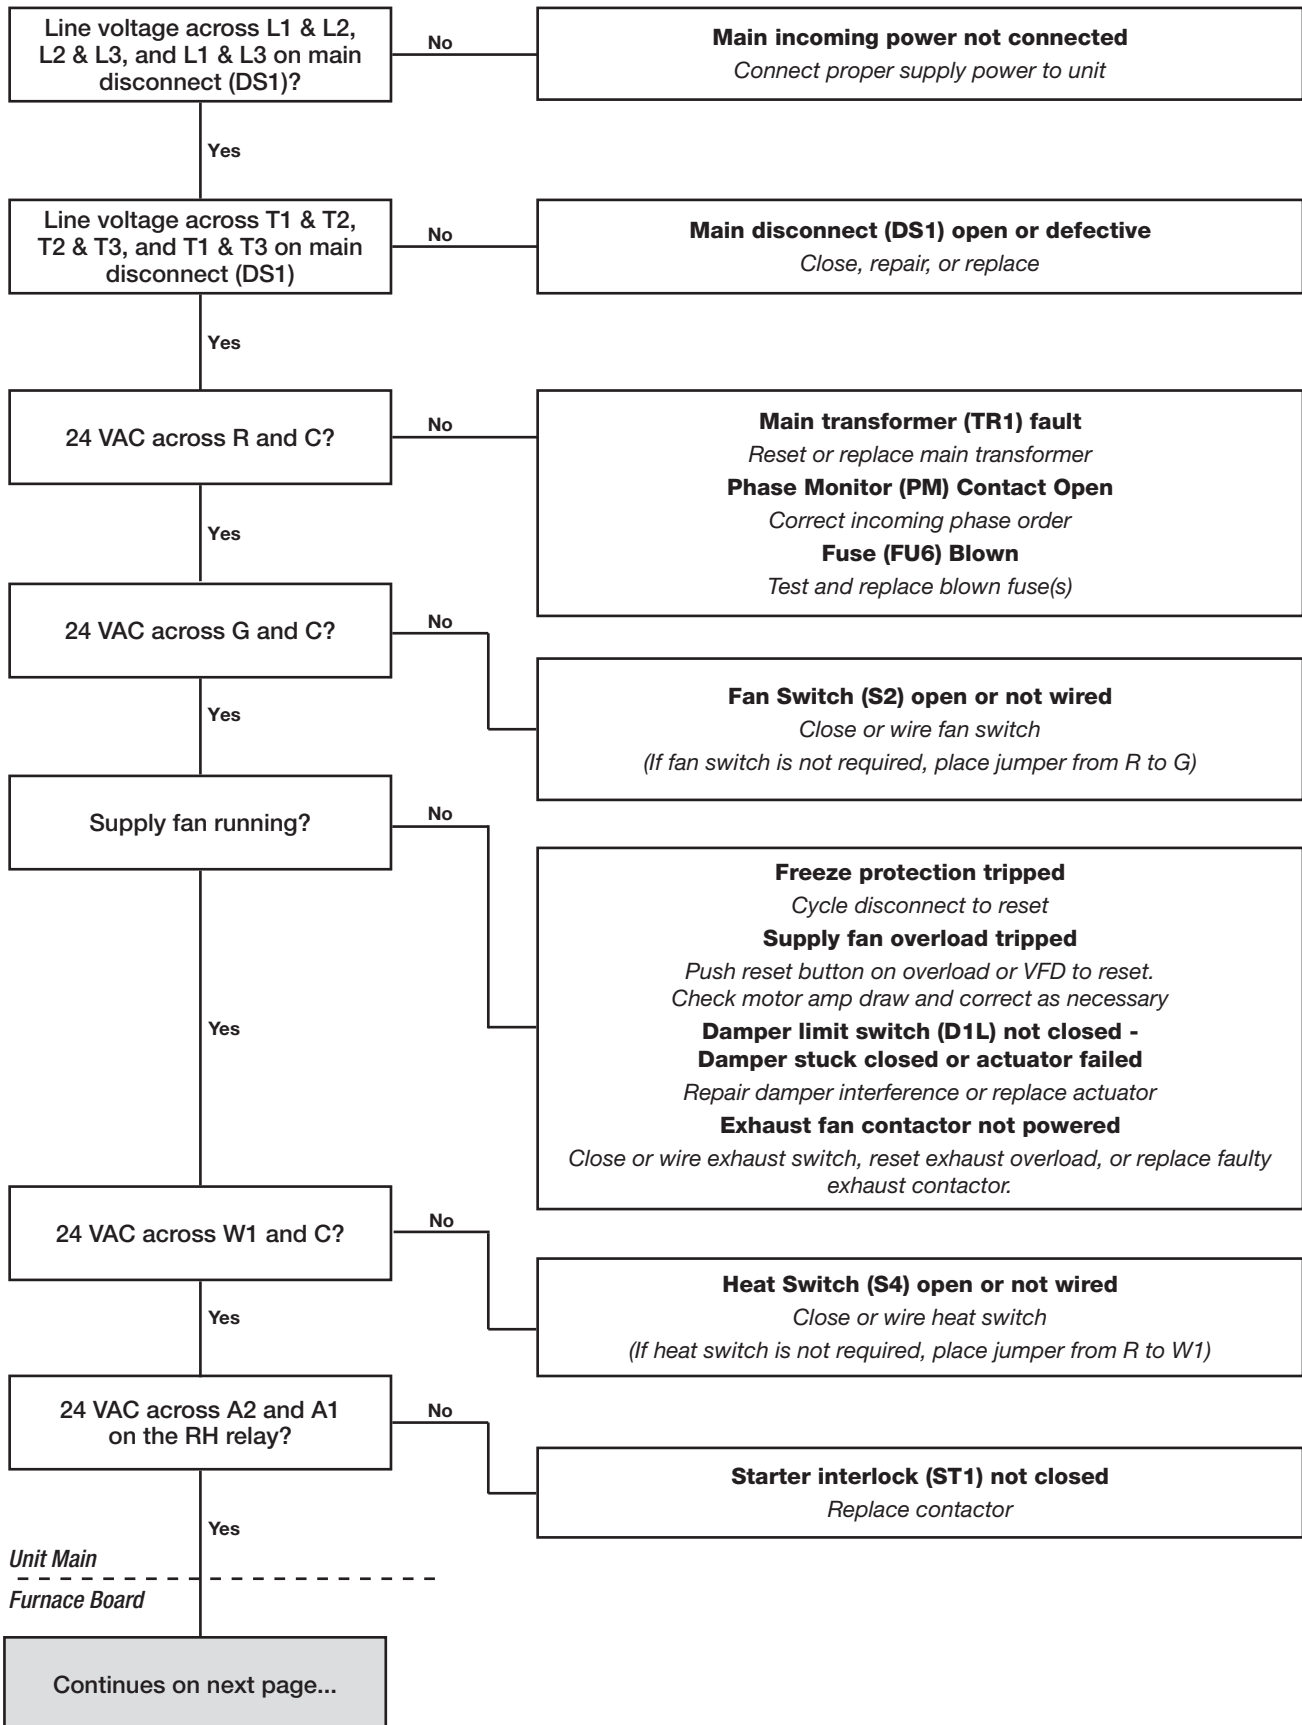 Line voltage across L1 & L2,
L2 & L3, and L1 & L3 on main
disconnect (DS1)?
No
Main incoming power not connected
Connect proper supply power to unit
Yes
Line voltage across T1 & T2,
T2 & T3, and T1 & T3 on main
disconnect (DS1)
No
Main disconnect (DS1) open or defective
Close, repair, or replace
Yes
24 VAC across R and C?
No
Main transformer (TR1) fault
Reset or replace main transformer
Phase Monitor (PM) Contact Open
Correct incoming phase order
Fuse (FU6) Blown
Test and replace blown fuse(s)
Yes
24 VAC across G and C?
No
Fan Switch (S2) open or not wired
Close or wire fan switch
(If fan switch is not required, place jumper from R to G)
Yes
Supply fan running?
No
Freeze protection tripped
Cycle disconnect to reset
Supply fan overload tripped
Push reset button on overload or VFD to reset.
Check motor amp draw and correct as necessary
Damper limit switch (D1L) not closed -
Damper stuck closed or actuator failed
Repair damper interference or replace actuator
Exhaust fan contactor not powered
Close or wire exhaust switch, reset exhaust overload, or replace faulty
exhaust contactor.
Yes
24 VAC across W1 and C?
No
Heat Switch (S4) open or not wired
Close or wire heat switch
(If heat switch is not required, place jumper from R to W1)
Yes
24 VAC across A2 and A1
on the RH relay?
No
Starter interlock (ST1) not closed
Replace contactor
Yes
Unit Main
Furnace Board
Continues on next page...